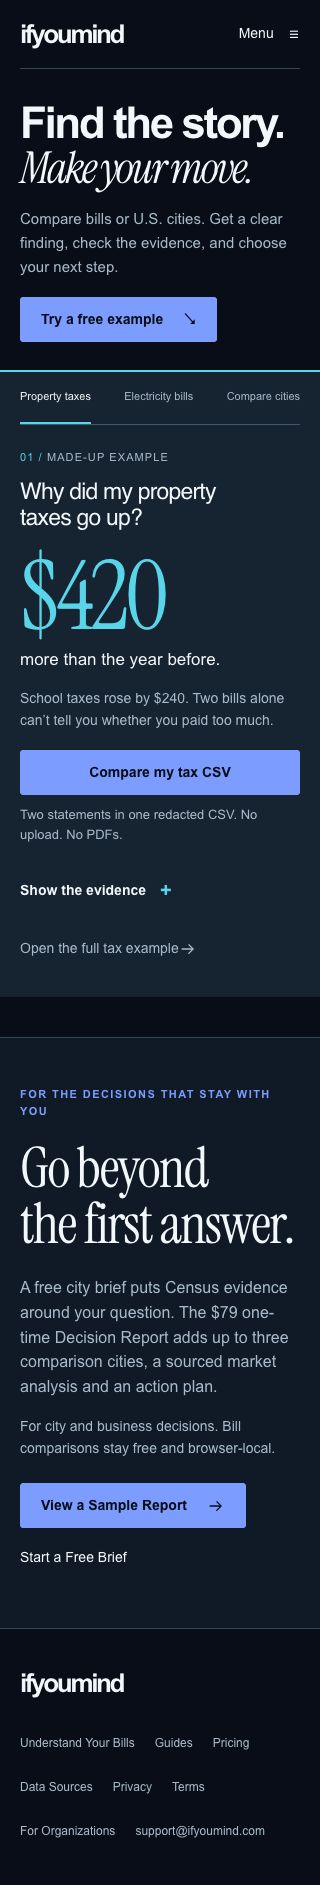 ifyoumind
Menu ≡
Find the story.
Make your move.
Compare bills or U.S. cities. Get a clear
finding, check the evidence, and choose
your next step.
Try a free example ↘
Property taxes Electricity bills Compare cities
01 / MADE-UP EXAMPLE
Why did my property
taxes go up?
$420
more than the year before.
School taxes rose by $240. Two bills alone
can’t tell you whether you paid too much.
Compare my tax CSV
Two statements in one redacted CSV. No
upload. No PDFs.
Show the evidence +
Open the full tax example →
FOR THE DECISIONS THAT STAY WITH
YOU
Go beyond
the first answer.
A free city brief puts Census evidence
around your question. The $79 one-
time Decision Report adds up to three
comparison cities, a sourced market
analysis and an action plan.
For city and business decisions. Bill
comparisons stay free and browser-local.
View a Sample Report →
Start a Free Brief
ifyoumind
Understand Your Bills Guides Pricing
Data Sources Privacy Terms
For Organizations support@ifyoumind.com